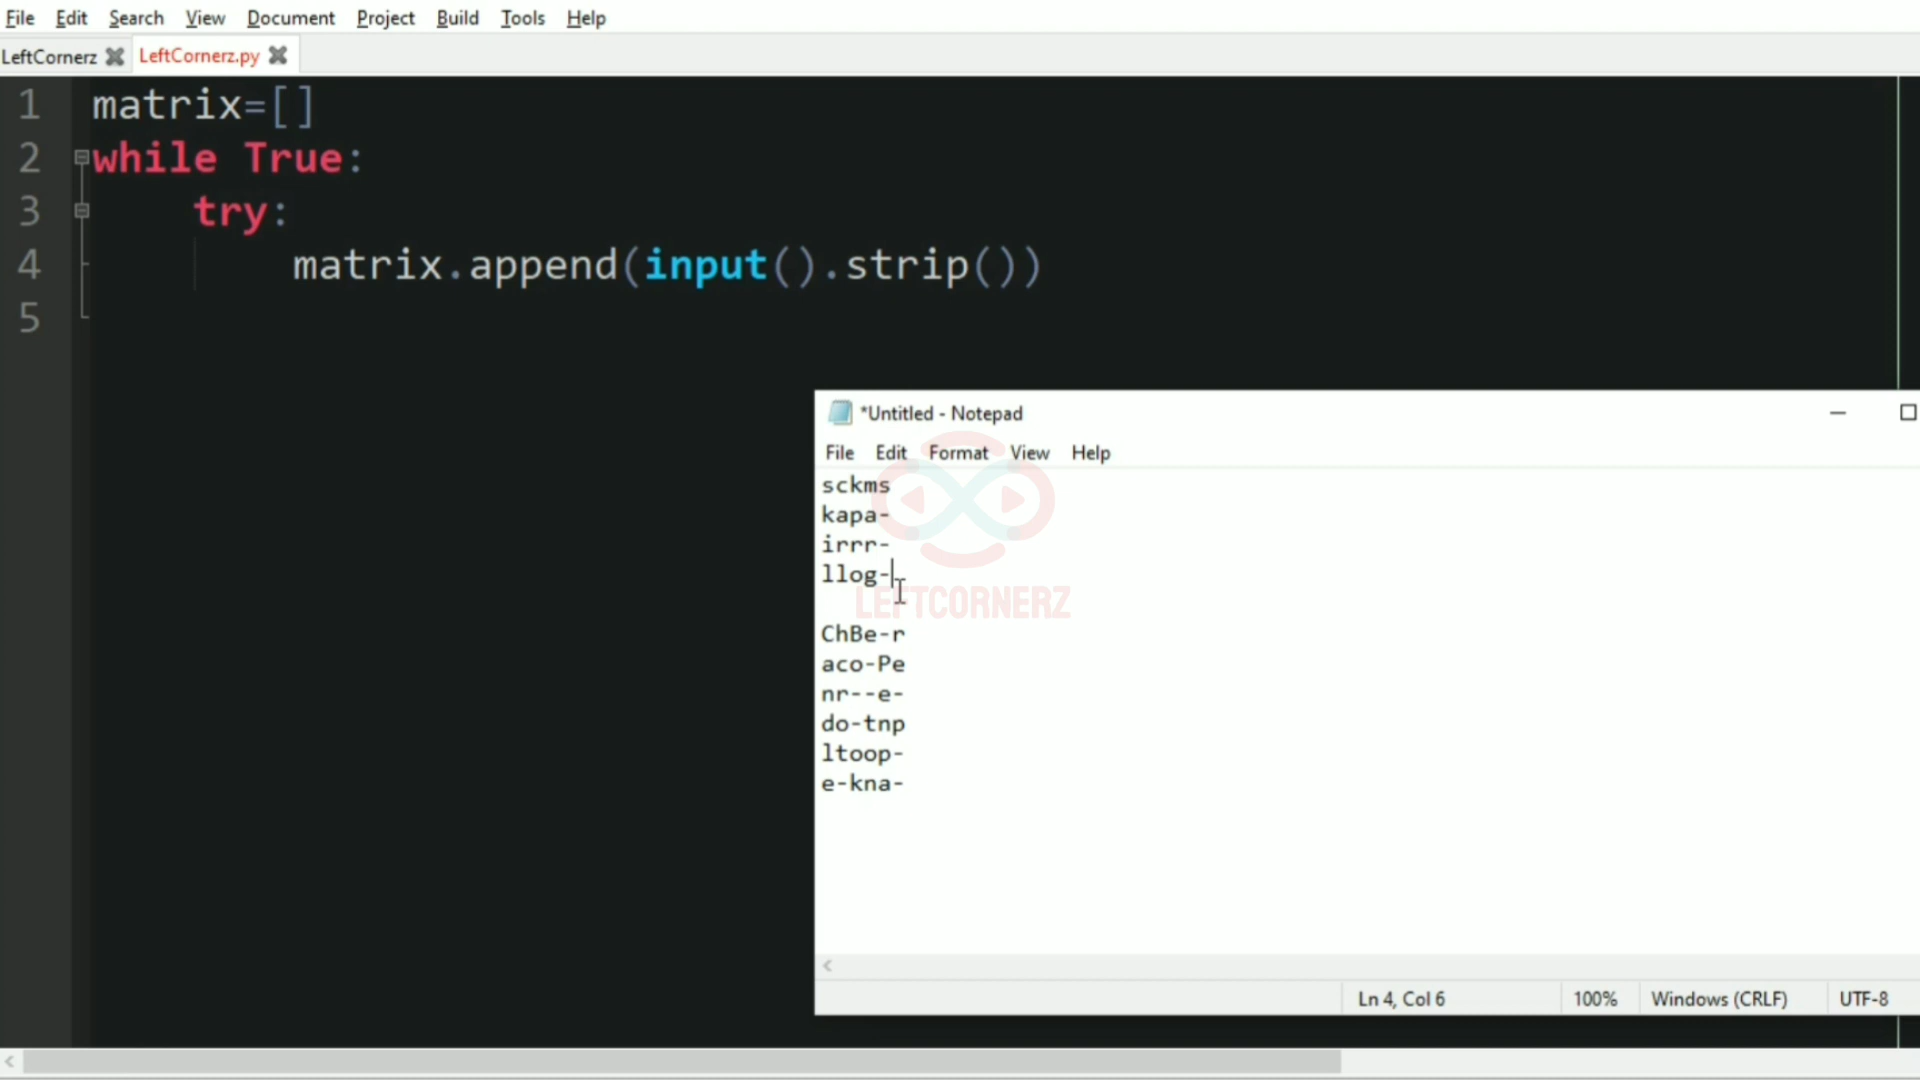 File Edit Search View Document Project Build Tools Help
LeftCornerz LeftCornerz.py
1 matrix=[]
2 while True:
3 try:
4 matrix.append(input().strip())
5
*Untitled - Notepad
File Edit Format View Help
sckms
kapa-
irrr-
llog-
LEFTCORNERZ
ChBe-r
aco-Pe
nr--e-
do-tnp
ltoop-
e-kna-
Ln 4, Col 6 100% Windows (CRLF) UTF-8